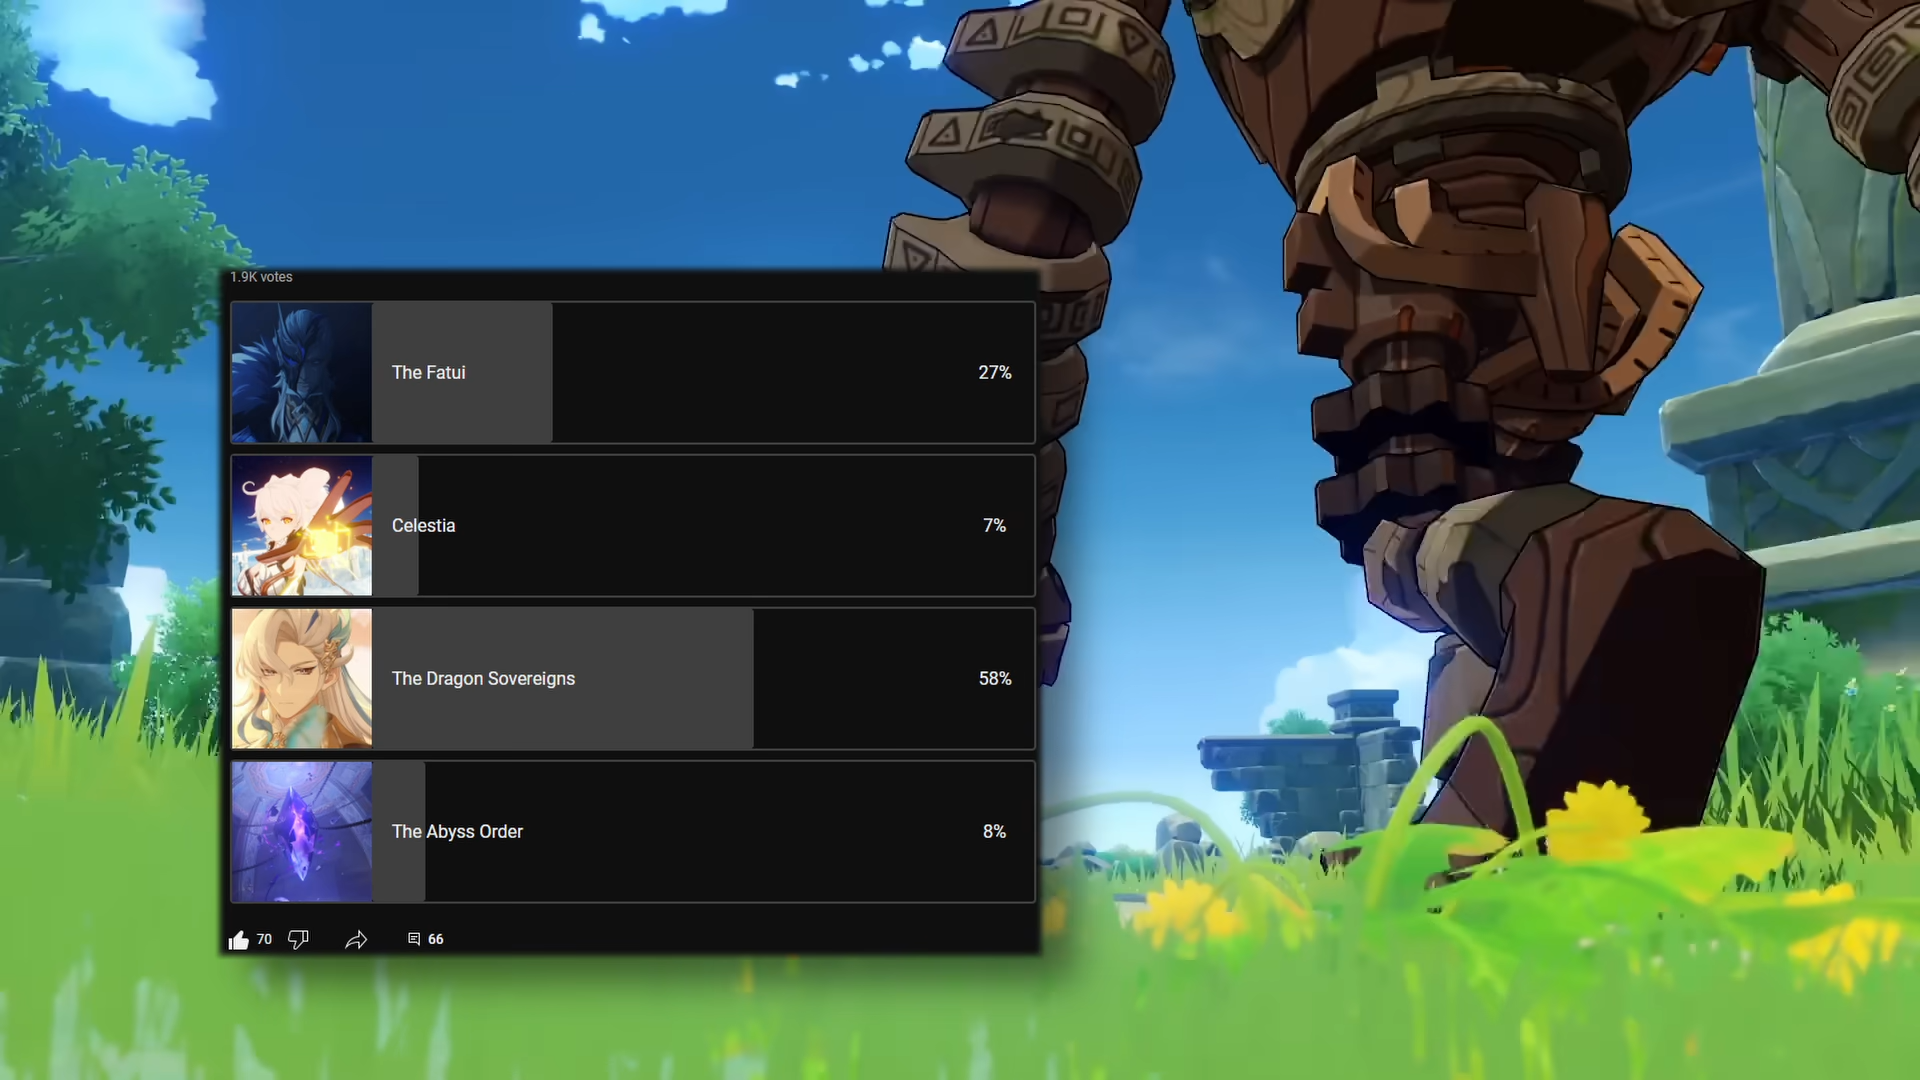 1.9K votes
The Fatui
27%
Celestia
7%
The Dragon Sovereigns
58%
The Abyss Order
8%
70
66